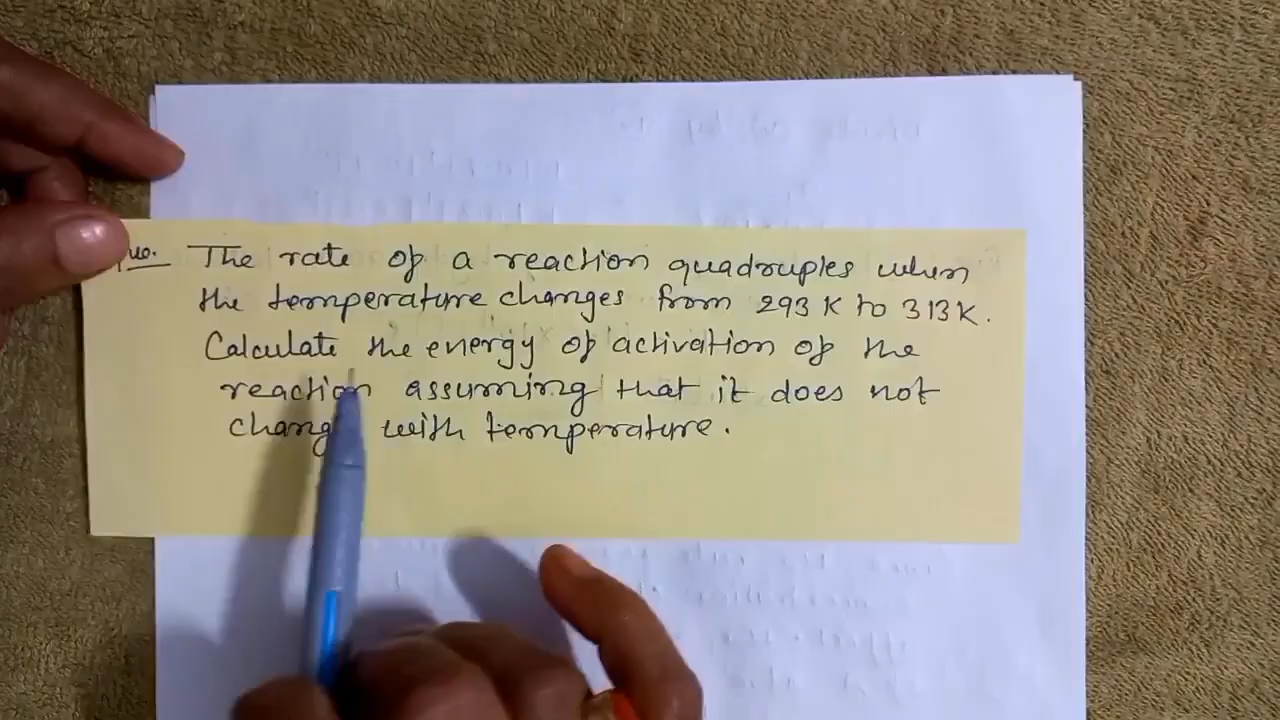 The rate of a reaction quadruples when
the temperature changes from 293 K to 313 K.
Calculate the energy of activation of the
reaction assuming that it does not
change with temperature.